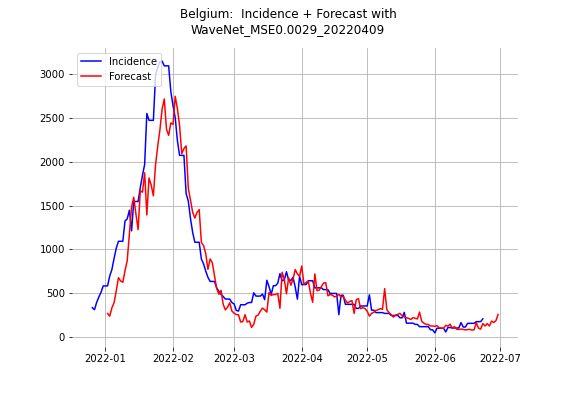 Belgium:  Incidence + Forecast with
WaveNet_MSE0.0029_20220409
Incidence
Forecast
3000
2500
2000
1500
1000
500
0
2022-01 2022-02 2022-03 2022-04 2022-05 2022-06 2022-07